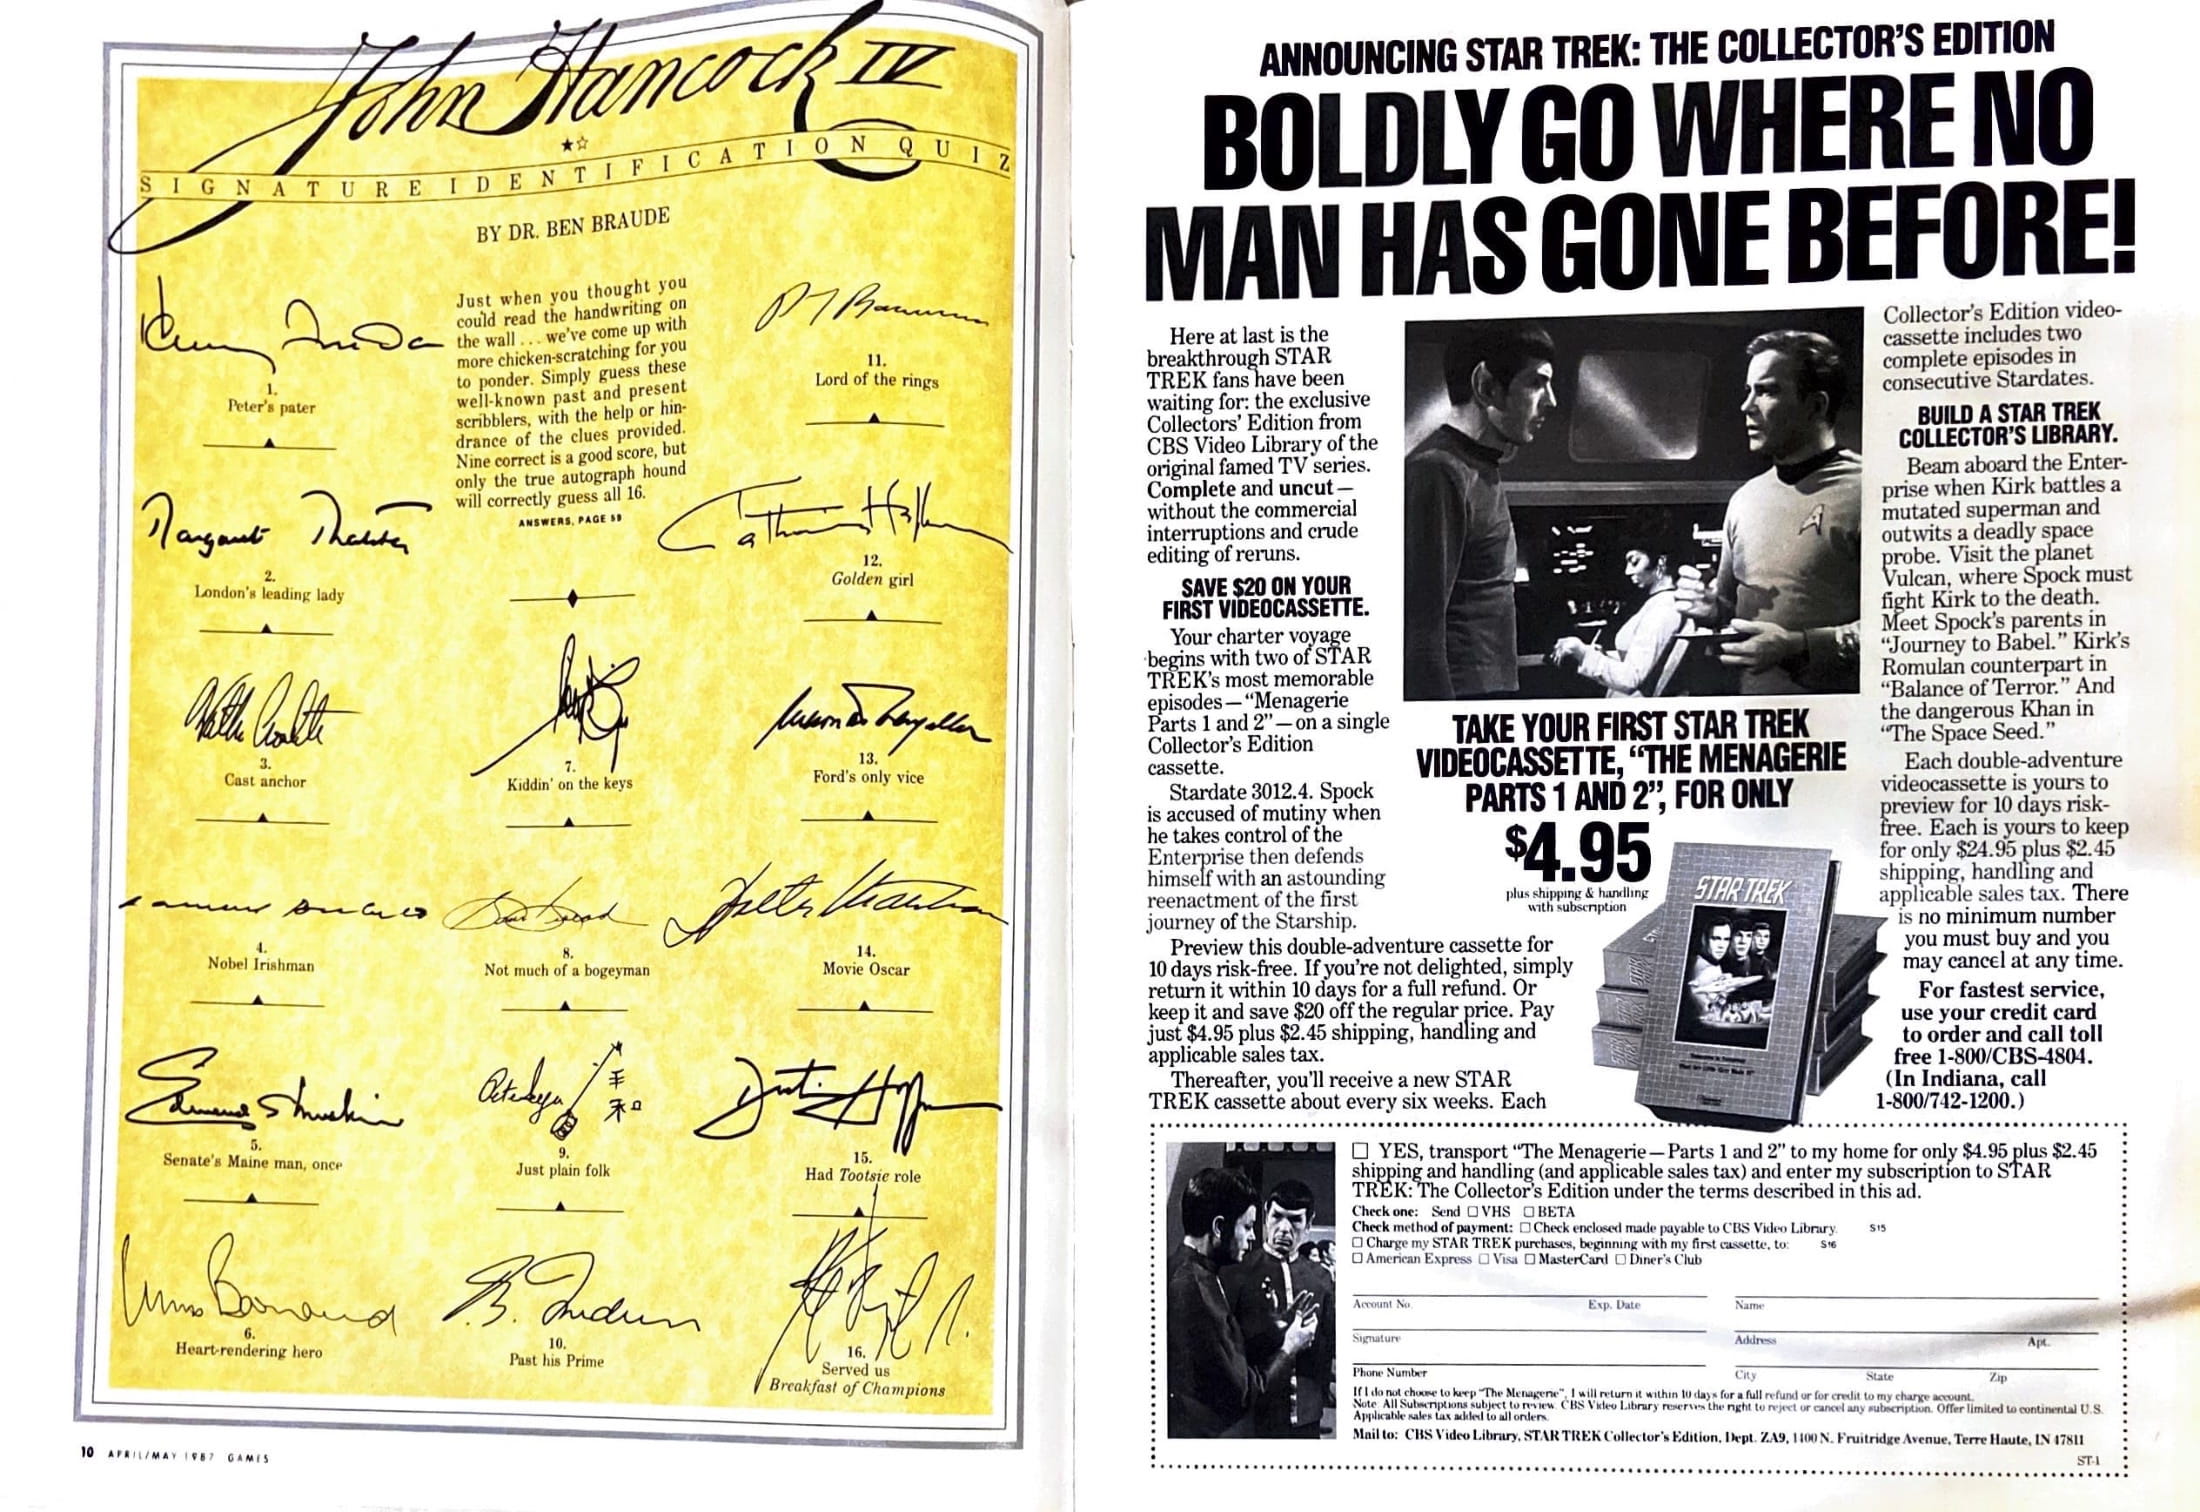 John Hancock IV
SIGNATURE IDENTIFICATION QUIZ
BY DR. BEN BRAUDE
Just when you thought you
could read the handwriting on
the wall . . . we've come up with
more chicken-scratching for you
to ponder. Simply guess these
well-known past and present
scribblers, with the help or hin-
drance of the clues provided.
Nine correct is a good score, but
only the true autograph hound
will correctly guess all 16.
ANSWERS, PAGE 59
Henry Fonda
1.
Peter's pater
Margaret Thatcher
2.
London's leading lady
Walter Cronkite
3.
Cast anchor
4.
Nobel Irishman
Edmund S Muskie
5.
Senate's Maine man, once
6.
Heart-rendering hero
7.
Kiddin' on the keys
Sam Snead
8.
Not much of a bogeyman
Pete Seeger
9.
Just plain folk
10.
Past his Prime
P T Barnum
11.
Lord of the rings
Katharine Hepburn
12.
Golden girl
13.
Ford's only vice
Walter Matthau
14.
Movie Oscar
Dustin Hoffman
15.
Had Tootsie role
16.
Served us
Breakfast of Champions
10 APRIL/MAY 1987 GAMES
ANNOUNCING STAR TREK: THE COLLECTOR'S EDITION
BOLDLY GO WHERE NO
MAN HAS GONE BEFORE!
Here at last is the
breakthrough STAR
TREK fans have been
waiting for: the exclusive
Collectors' Edition from
CBS Video Library of the
original famed TV series.
Complete and uncut—
without the commercial
interruptions and crude
editing of reruns.
SAVE $20 ON YOUR
FIRST VIDEOCASSETTE.
Your charter voyage
begins with two of STAR
TREK's most memorable
episodes—"Menagerie
Parts 1 and 2"—on a single
Collector's Edition
cassette.
Stardate 3012.4. Spock
is accused of mutiny when
he takes control of the
Enterprise then defends
himself with an astounding
reenactment of the first
journey of the Starship.
Preview this double-adventure cassette for
10 days risk-free. If you're not delighted, simply
return it within 10 days for a full refund. Or
keep it and save $20 off the regular price. Pay
just $4.95 plus $2.45 shipping, handling and
applicable sales tax.
Thereafter, you'll receive a new STAR
TREK cassette about every six weeks. Each
TAKE YOUR FIRST STAR TREK
VIDEOCASSETTE, "THE MENAGERIE
PARTS 1 AND 2", FOR ONLY
$4.95
plus shipping & handling
with subscription
STAR TREK
Collector's Edition video-
cassette includes two
complete episodes in
consecutive Stardates.
BUILD A STAR TREK
COLLECTOR'S LIBRARY.
Beam aboard the Enter-
prise when Kirk battles a
mutated superman and
outwits a deadly space
probe. Visit the planet
Vulcan, where Spock must
fight Kirk to the death.
Meet Spock's parents in
"Journey to Babel." Kirk's
Romulan counterpart in
"Balance of Terror." And
the dangerous Khan in
"The Space Seed."
Each double-adventure
videocassette is yours to
preview for 10 days risk-
free. Each is yours to keep
for only $24.95 plus $2.45
shipping, handling and
applicable sales tax. There
is no minimum number
you must buy and you
may cancel at any time.
For fastest service,
use your credit card
to order and call toll
free 1-800/CBS-4804.
(In Indiana, call
1-800/742-1200.)
☐ YES, transport "The Menagerie—Parts 1 and 2" to my home for only $4.95 plus $2.45
shipping and handling (and applicable sales tax) and enter my subscription to STAR
TREK: The Collector's Edition under the terms described in this ad.
Check one: Send ☐ VHS ☐ BETA
Check method of payment: ☐ Check enclosed made payable to CBS Video Library. S15
☐ Charge my STAR TREK purchases, beginning with my first cassette, to: S16
☐ American Express ☐ Visa ☐ MasterCard ☐ Diner's Club
Account No. Exp. Date Name
Signature Address Apt.
Phone Number City State Zip
If I do not choose to keep "The Menagerie", I will return it within 10 days for a full refund or for credit to my charge account.
Note: All Subscriptions subject to review. CBS Video Library reserves the right to reject or cancel any subscription. Offer limited to continental U.S.
Applicable sales tax added to all orders.
Mail to: CBS Video Library, STAR TREK Collector's Edition, Dept. ZA9, 1400 N. Fruitridge Avenue, Terre Haute, IN 47811
ST-1